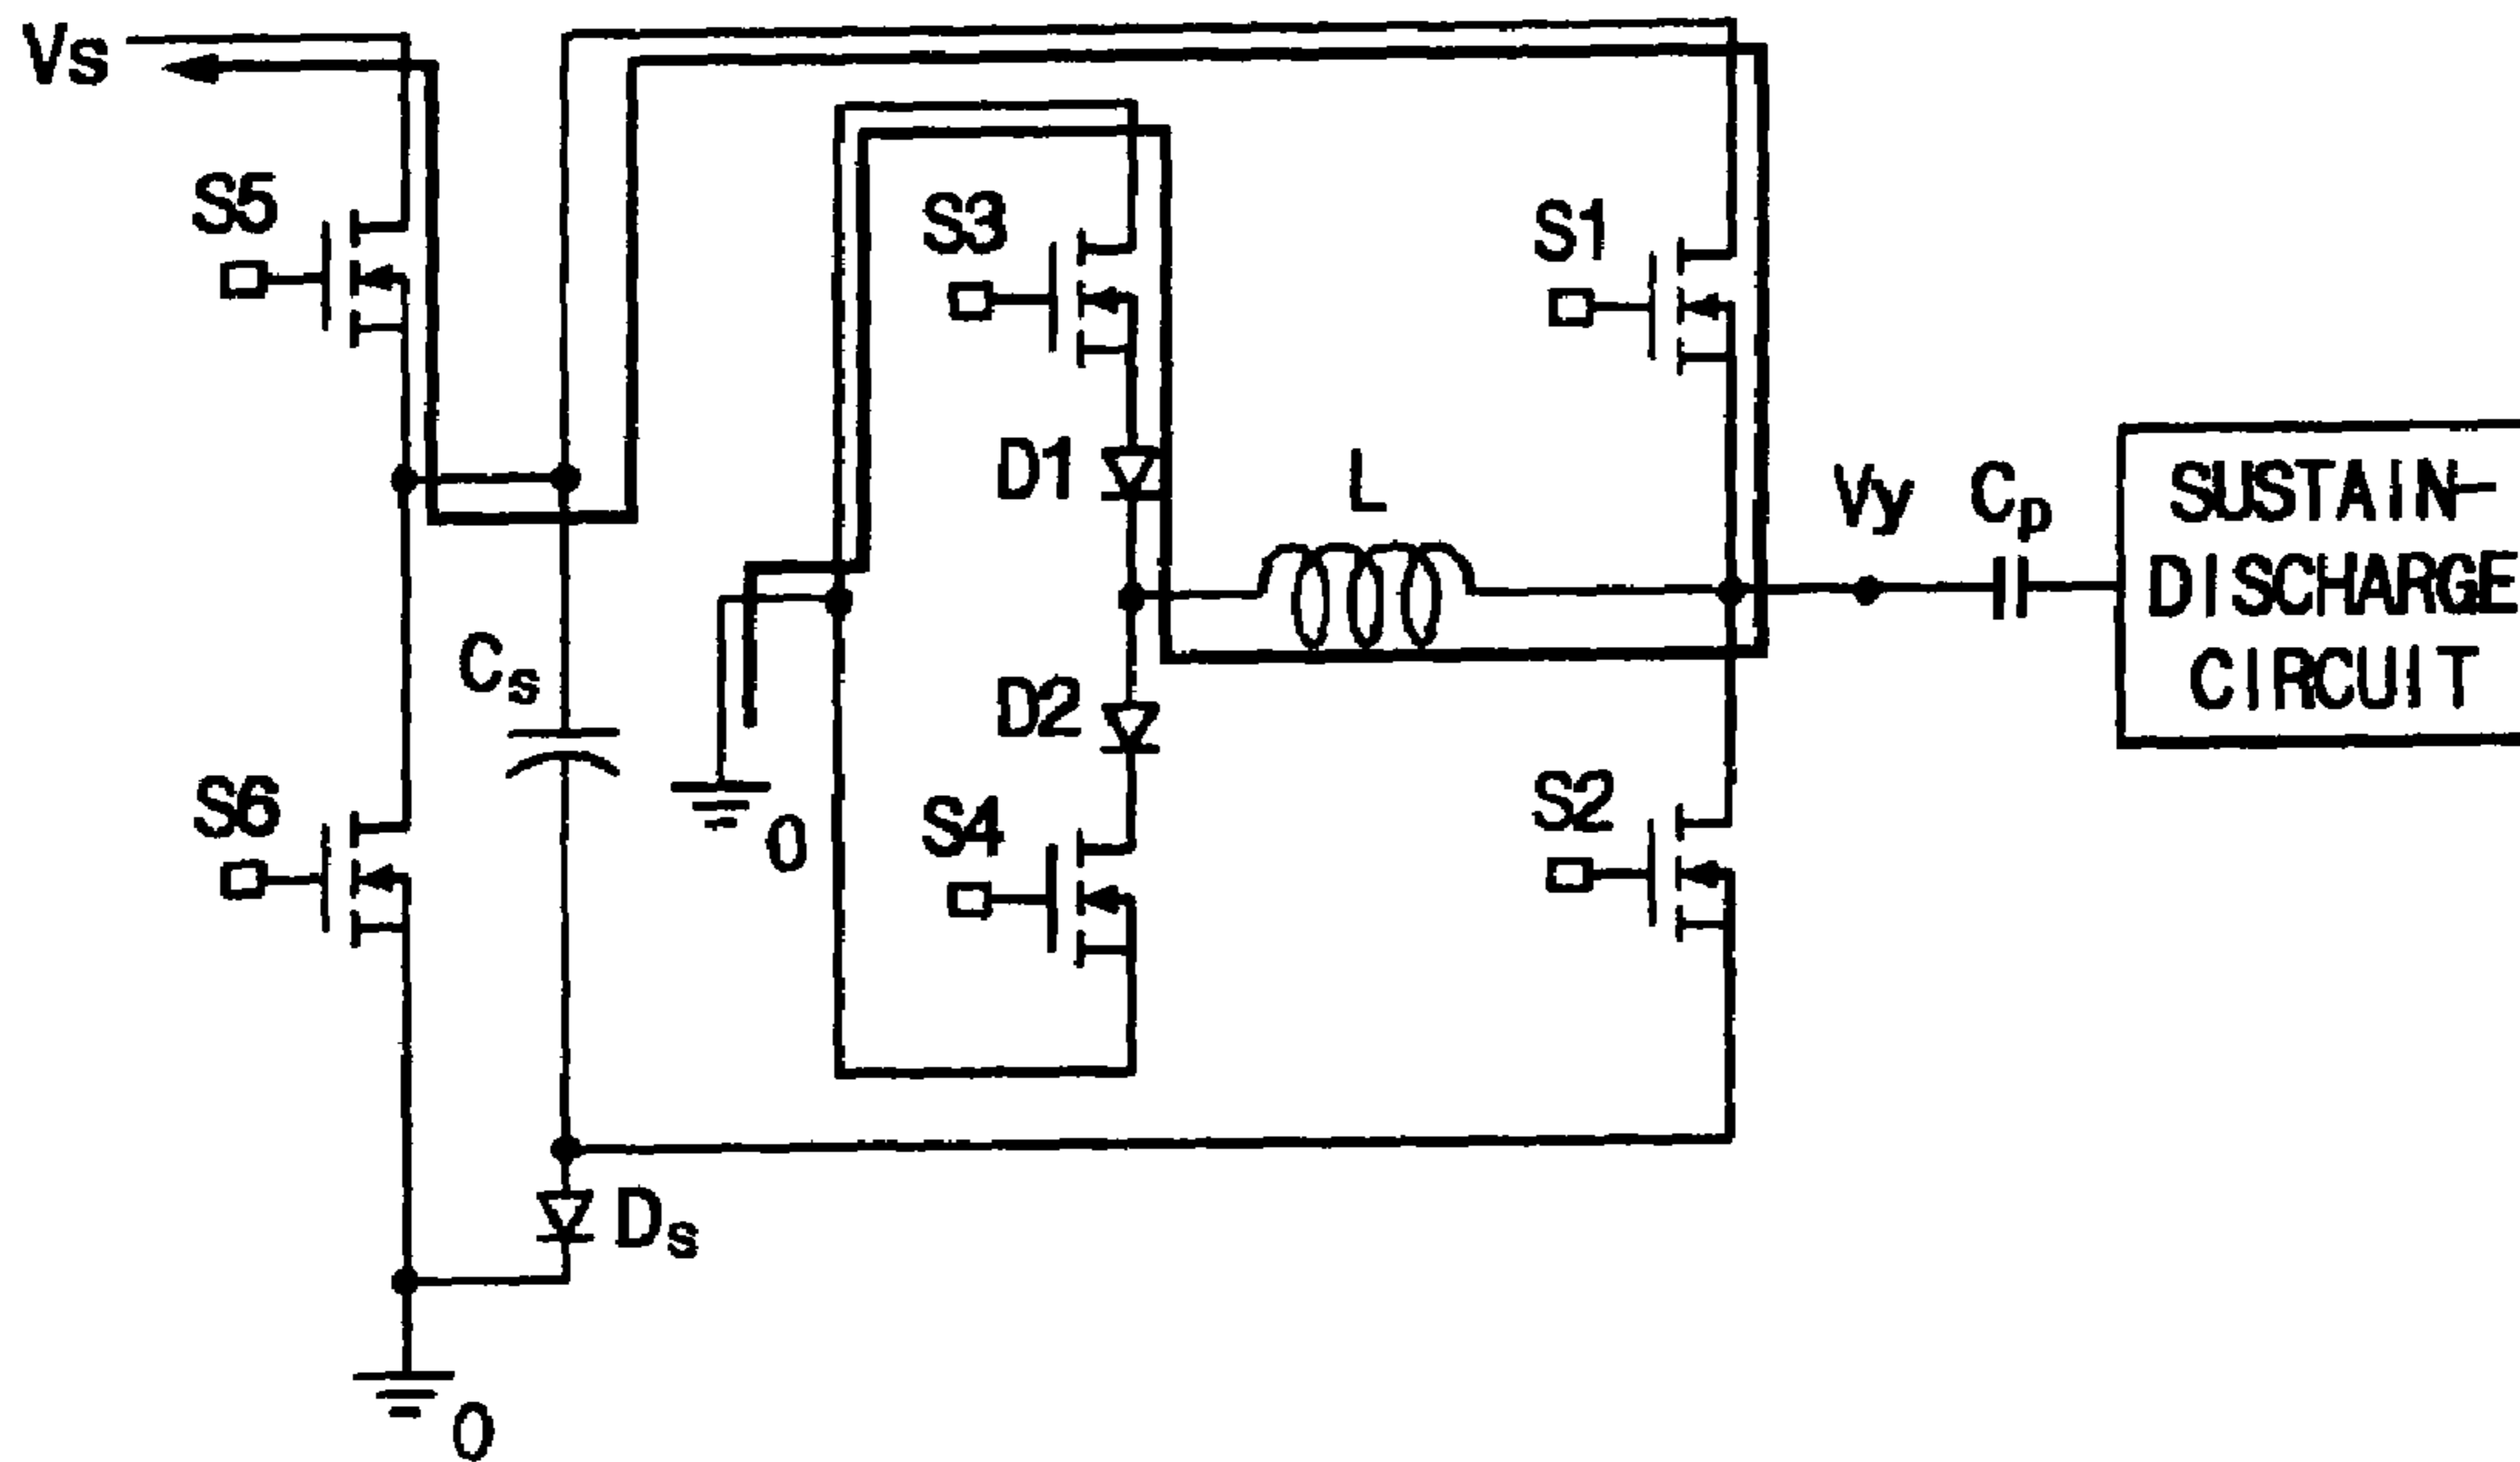 Vs
S5
S3
S1
D1
L
Vy
Cp
SUSTAIN-
DISCHARGE
CIRCUIT
Cs
D2
S6
S4
S2
0
Ds
0